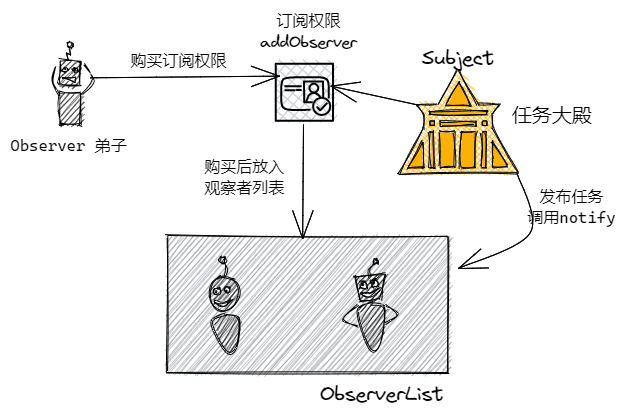 订阅权限
addObserver
购买订阅权限
Subject
任务大殿
Observer 弟子
购买后放入
观察者列表
发布任务
调用notify
ObserverList